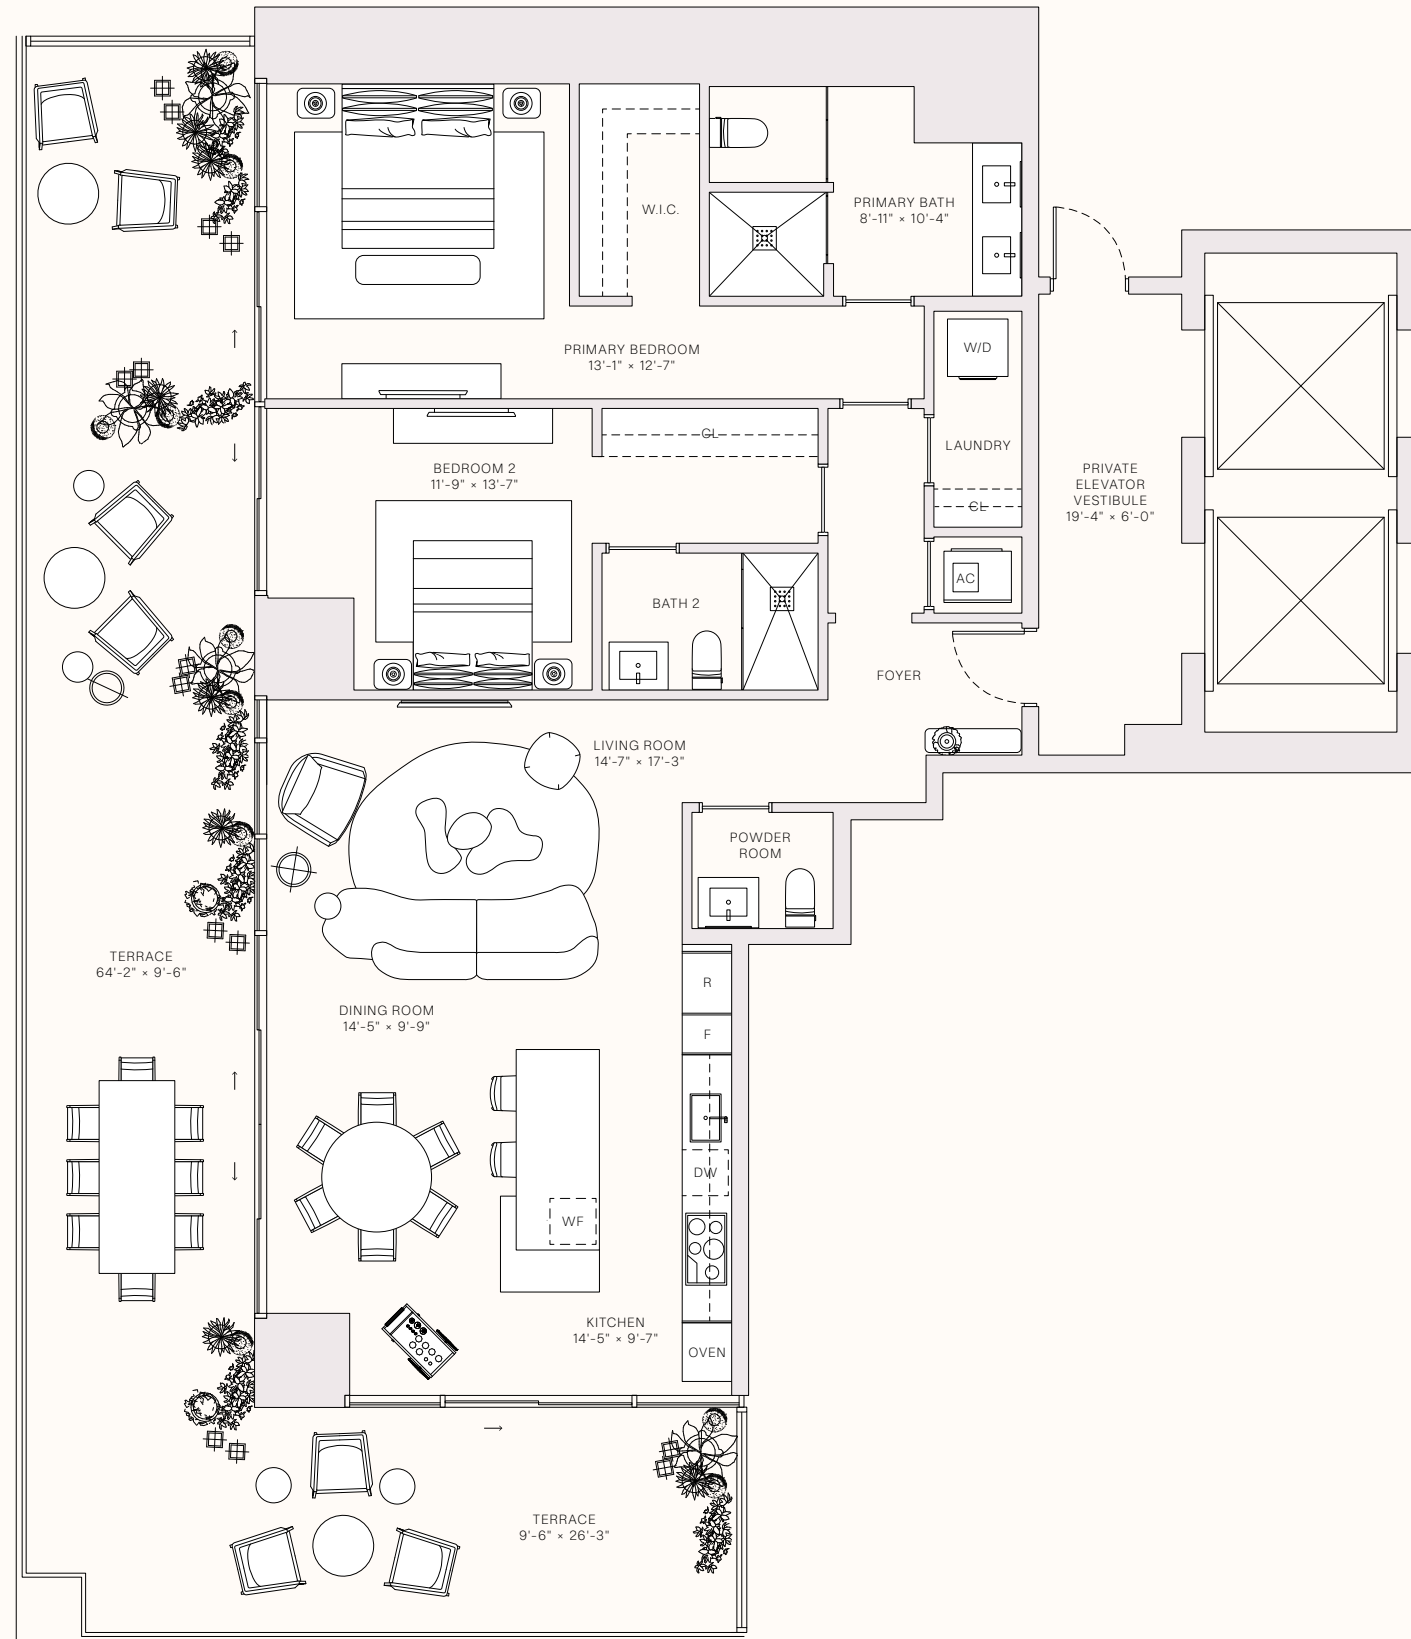 W.I.C.
PRIMARY BATH
8'-11" × 10'-4"
PRIMARY BEDROOM
13'-1" × 12'-7"
W/D
CL
LAUNDRY
BEDROOM 2
11'-9" × 13'-7"
PRIVATE
ELEVATOR
VESTIBULE
19'-4" × 6'-0"
CL
AC
BATH 2
FOYER
LIVING ROOM
14'-7" × 17'-3"
POWDER
ROOM
TERRACE
64'-2" × 9'-6"
R
DINING ROOM
14'-5" × 9'-9"
F
DW
WF
KITCHEN
14'-5" × 9'-7"
OVEN
TERRACE
9'-6" × 26'-3"